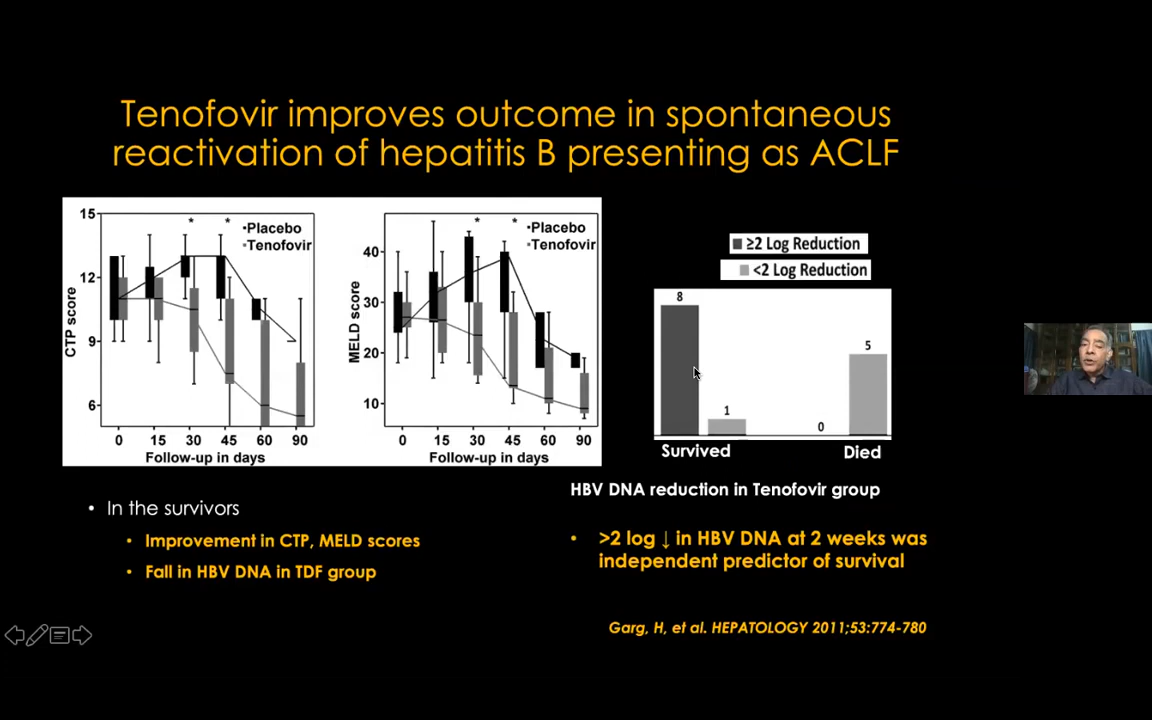 Tenofovir improves outcome in spontaneous
reactivation of hepatitis B presenting as ACLF
15
12
9
6
CTP score
* *
Placebo
Tenofovir
0 15 30 45 60 90
Follow-up in days
40
30
20
10
MELD score
* *
Placebo
Tenofovir
0 15 30 45 60 90
Follow-up in days
≥2 Log Reduction
<2 Log Reduction
8
1
0
5
Survived
Died
HBV DNA reduction in Tenofovir group
• In the survivors
• Improvement in CTP, MELD scores
• Fall in HBV DNA in TDF group
• >2 log ↓ in HBV DNA at 2 weeks was
independent predictor of survival
Garg, H, et al. HEPATOLOGY 2011;53:774-780